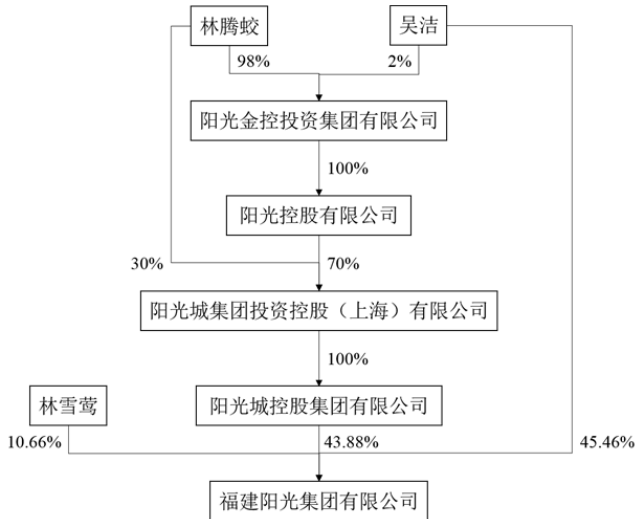 林腾蛟
吴洁
98%
2%
阳光金控投资集团有限公司
100%
阳光控股有限公司
30%
70%
阳光城集团投资控股（上海）有限公司
100%
林雪莺
阳光城控股集团有限公司
10.66%
43.88%
45.46%
福建阳光集团有限公司